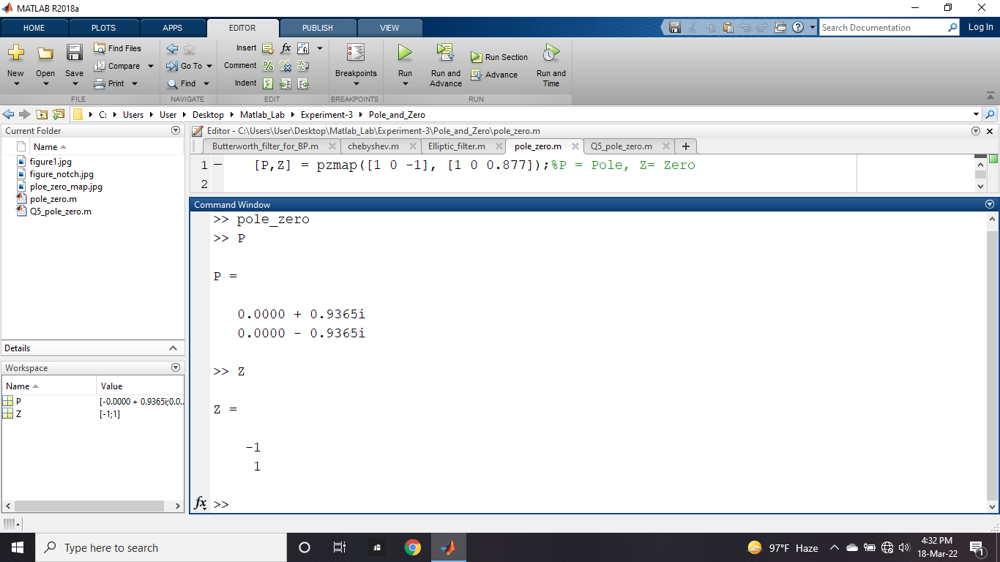 MATLAB R2018a
HOME PLOTS APPS EDITOR PUBLISH VIEW
Search Documentation
Log In
New Open Save
Find Files
Compare
Print
FILE
Go To
Find
NAVIGATE
Insert fx
Comment
Indent
EDIT
Breakpoints
BREAKPOINTS
Run
Run and Advance
Run Section
Advance
Run and Time
RUN
C: Users User Desktop Matlab_Lab Experiment-3 Pole_and_Zero
Current Folder
Name
figure1.jpg
figure_notch.jpg
ploe_zero_map.jpg
pole_zero.m
Q5_pole_zero.m
Details
Workspace
Name Value
P [-0.0000 + 0.9365i;0.0..
Z [-1;1]
Editor - C:\Users\User\Desktop\Matlab_Lab\Experiment-3\Pole_and_Zero\pole_zero.m
Butterworth_filter_for_BP.m chebyshev.m Elliptic_filter.m pole_zero.m Q5_pole_zero.m
1 [P,Z] = pzmap([1 0 -1], [1 0 0.877]);%P = Pole, Z= Zero
2
Command Window
>> pole_zero
>> P
P =
0.0000 + 0.9365i
0.0000 - 0.9365i
>> Z
Z =
-1
1
fx >>
Type here to search
97°F Haze
4:32 PM
18-Mar-22
1